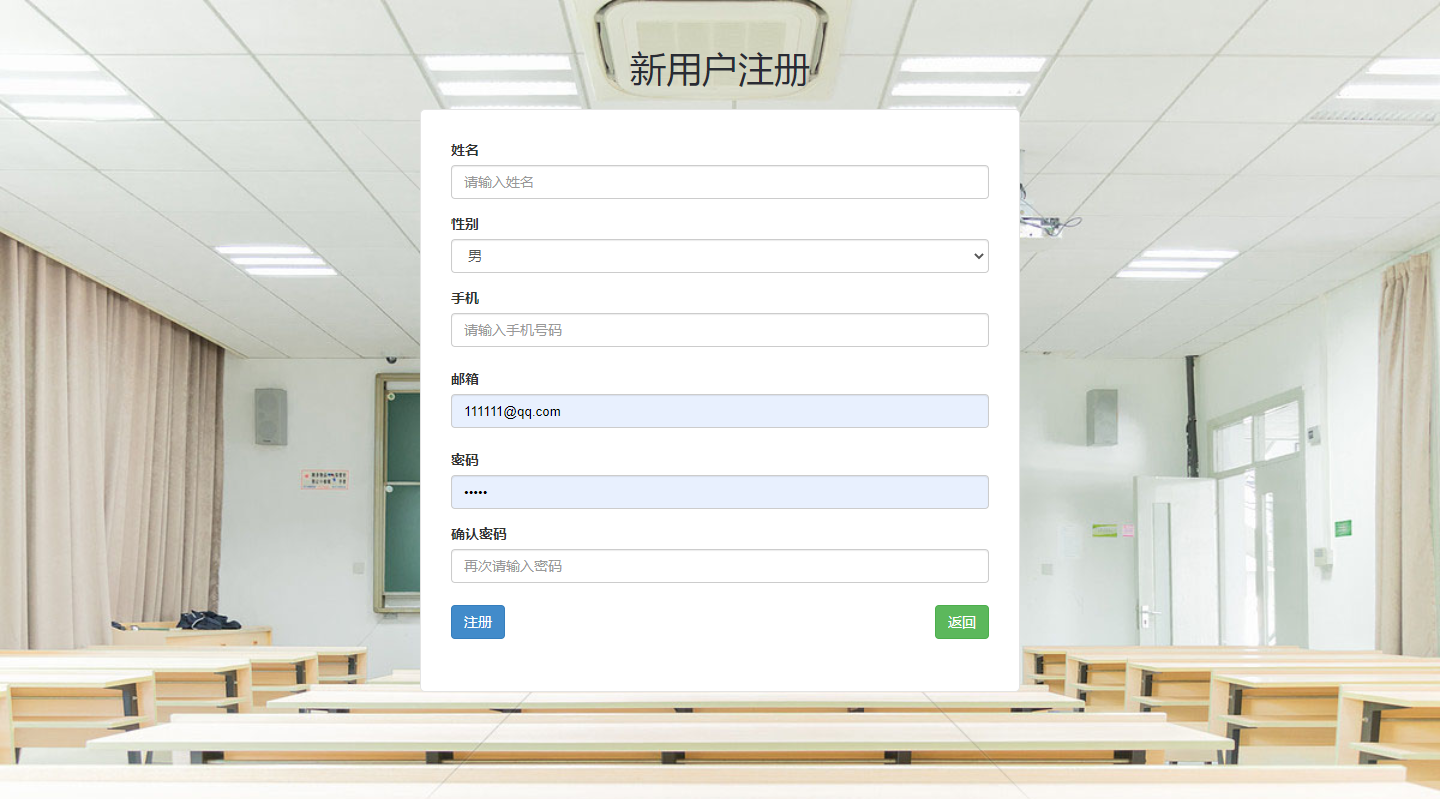 新用户注册
姓名
请输入姓名
性别
男
手机
请输入手机号码
邮箱
111111@qq.com
密码
•••••
确认密码
再次请输入密码
注册
返回